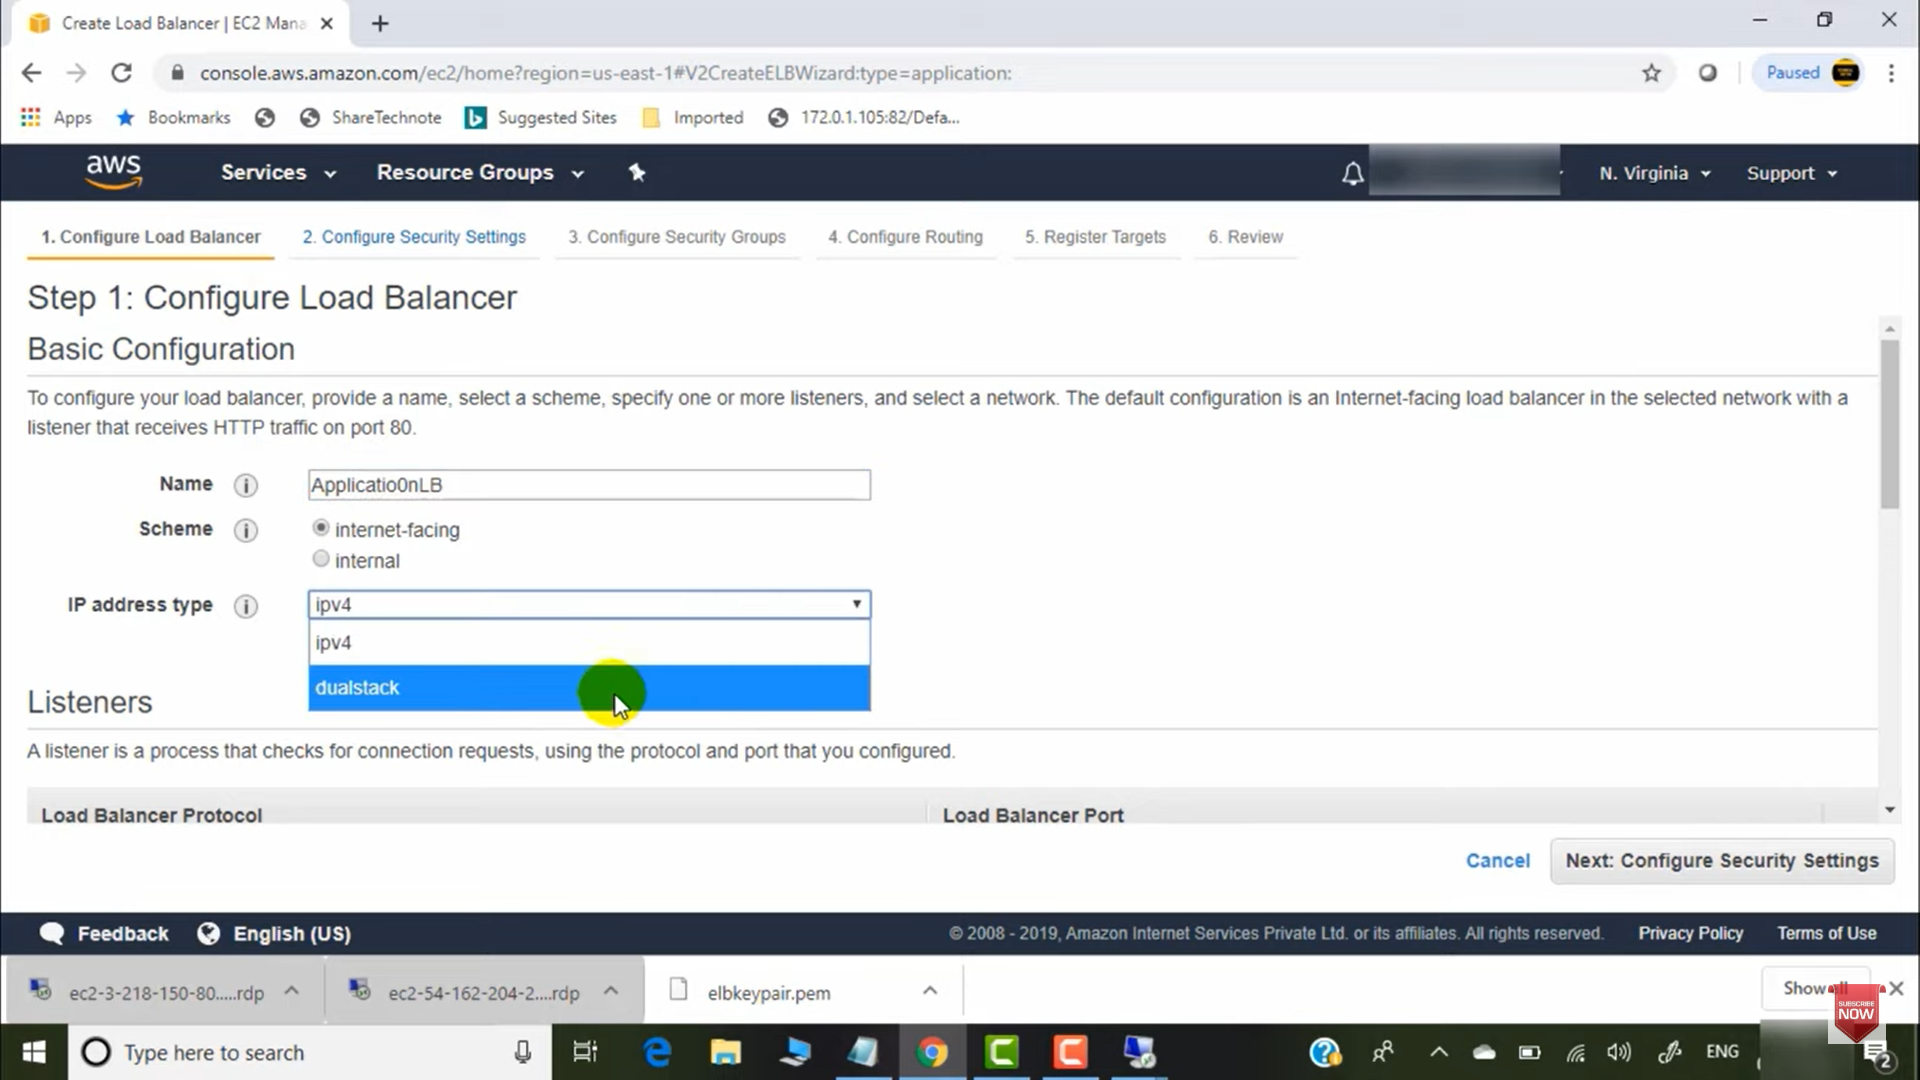 Create Load Balancer | EC2 Mana
console.aws.amazon.com/ec2/home?region=us-east-1#V2CreateELBWizard:type=application:
Paused
Apps
Bookmarks
ShareTechnote
Suggested Sites
Imported
172.0.1.105:82/Defa...
aws
Services
Resource Groups
N. Virginia
Support
1. Configure Load Balancer
2. Configure Security Settings
3. Configure Security Groups
4. Configure Routing
5. Register Targets
6. Review
Step 1: Configure Load Balancer
Basic Configuration
To configure your load balancer, provide a name, select a scheme, specify one or more listeners, and select a network. The default configuration is an Internet-facing load balancer in the selected network with a
listener that receives HTTP traffic on port 80.
Name
Applicatio0nLB
Scheme
internet-facing
internal
IP address type
ipv4
ipv4
dualstack
Listeners
A listener is a process that checks for connection requests, using the protocol and port that you configured.
Load Balancer Protocol
Load Balancer Port
Cancel
Next: Configure Security Settings
Feedback
English (US)
© 2008 - 2019, Amazon Internet Services Private Ltd. or its affiliates. All rights reserved.
Privacy Policy
Terms of Use
ec2-3-218-150-80.....rdp
ec2-54-162-204-2....rdp
elbkeypair.pem
Show all
SUBSCRIBE
NOW
Type here to search
ENG
2